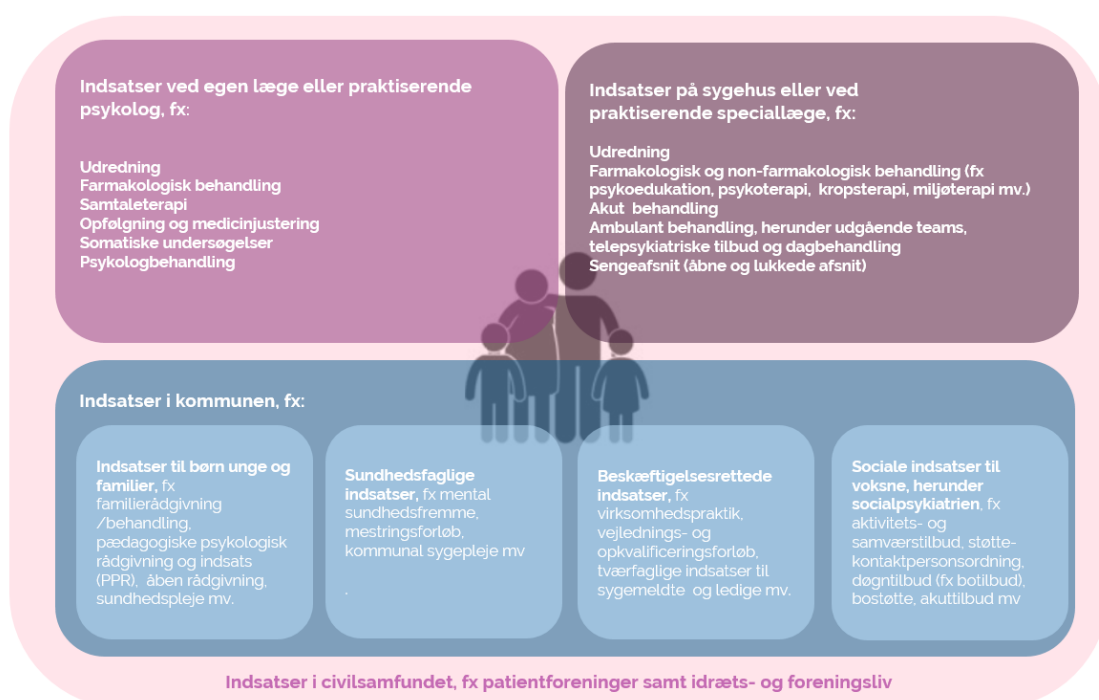 Indsatser ved egen læge eller praktiserende
psykolog, fx:
Udredning
Farmakologisk behandling
Samtaleterapi
Opfølgning og medicinjustering
Somatiske undersøgelser
Psykologbehandling
Indsatser på sygehus eller ved
praktiserende speciallæge, fx:
Udredning
Farmakologisk og non-farmakologisk behandling (fx
psykoedukation, psykoterapi, kropsterapi, miljøterapi mv.)
Akut behandling
Ambulant behandling, herunder udgående teams,
telepsykiatriske tilbud og dagbehandling
Sengeafsnit (åbne og lukkede afsnit)
Indsatser i kommunen, fx:
Indsatser til børn unge og
familier, fx
familierådgivning
/behandling,
pædagogiske psykologisk
rådgivning og indsats
(PPR), åben rådgivning,
sundhedspleje mv.
Sundhedsfaglige
indsatser, fx mental
sundhedsfremme,
mestringsforløb,
kommunal sygepleje mv
.
Beskæftigelsesrettede
indsatser, fx
virksomhedspraktik,
vejlednings- og
opkvalificeringsforløb,
tværfaglige indsatser til
sygemeldte og ledige mv.
Sociale indsatser til
voksne, herunder
socialpsykiatrien, fx
aktivitets- og
samværstilbud, støtte-
kontaktpersonsordning,
døgntilbud (fx botilbud),
bostøtte, akuttilbud mv
Indsatser i civilsamfundet, fx patientforeninger samt idræts- og foreningsliv